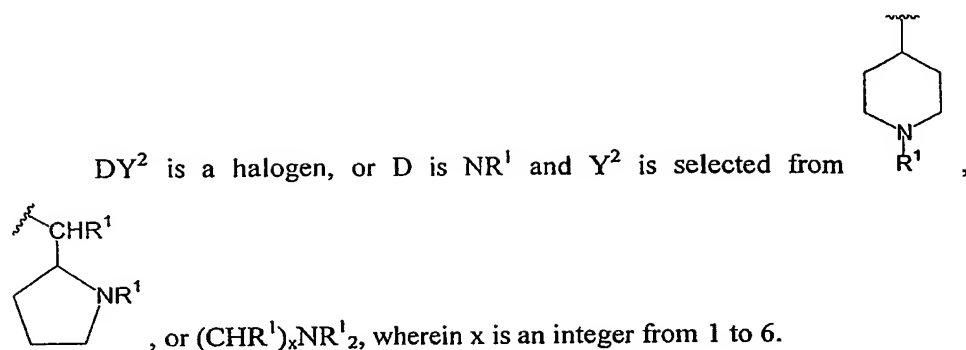 DY² is a halogen, or D is NR¹ and Y² is selected from
N
R¹ ,
CHR¹
NR¹
, or (CHR¹)ₓNR¹₂, wherein x is an integer from 1 to 6.